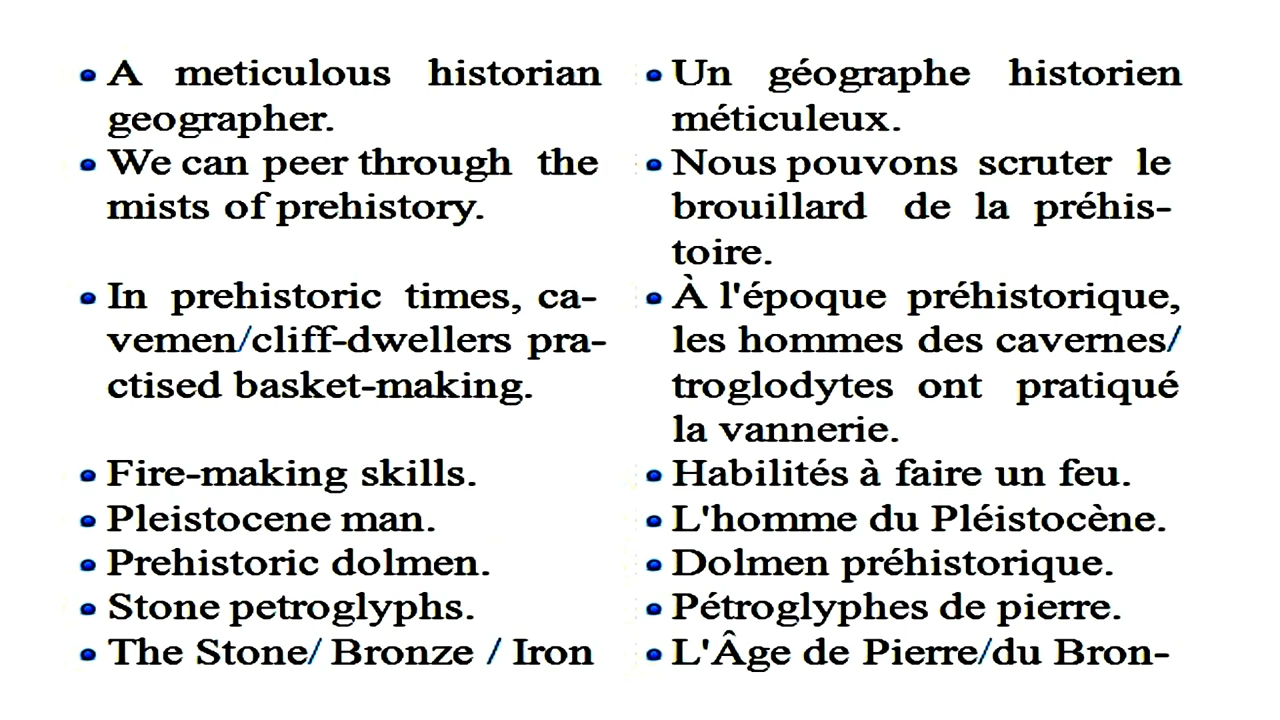 • A meticulous historian
geographer.
• We can peer through the
mists of prehistory.
• In prehistoric times, ca-
vemen/cliff-dwellers pra-
ctised basket-making.
• Fire-making skills.
• Pleistocene man.
• Prehistoric dolmen.
• Stone petroglyphs.
• The Stone/ Bronze / Iron
• Un géographe historien
méticuleux.
• Nous pouvons scruter le
brouillard de la préhis-
toire.
• À l'époque préhistorique,
les hommes des cavernes/
troglodytes ont pratiqué
la vannerie.
• Habilités à faire un feu.
• L'homme du Pléistocène.
• Dolmen préhistorique.
• Pétroglyphes de pierre.
• L'Âge de Pierre/du Bron-